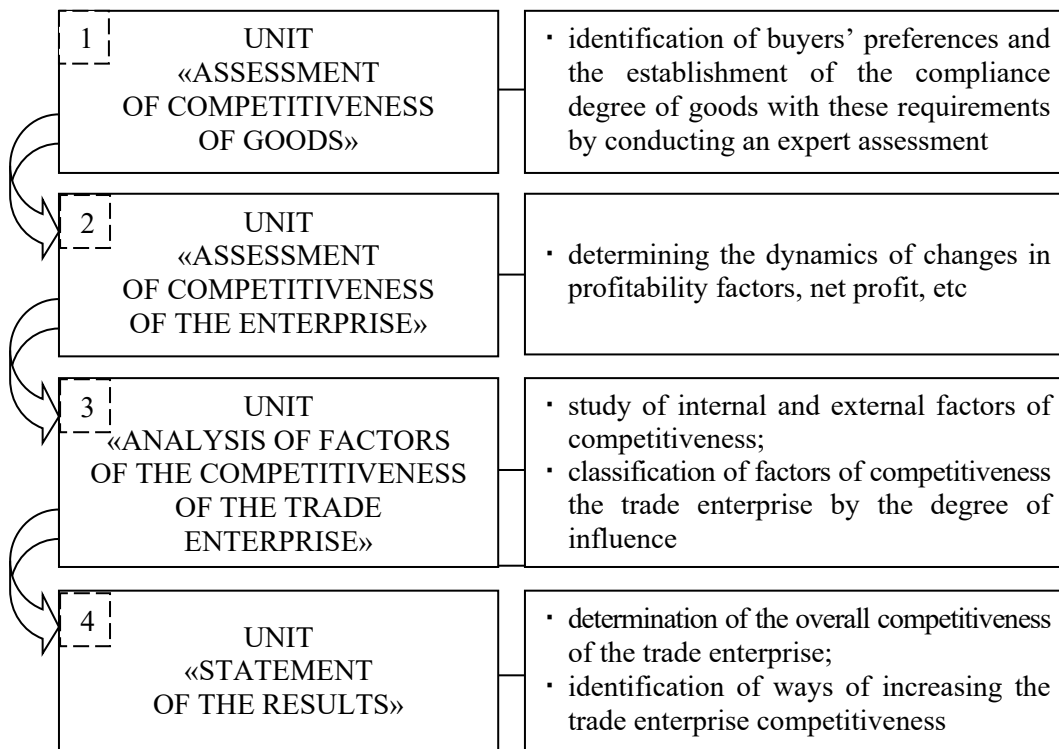 1
UNIT
«ASSESSMENT
OF COMPETITIVENESS
OF GOODS»
· identification of buyers’ preferences and
the establishment of the compliance
degree of goods with these requirements
by conducting an expert assessment
2
UNIT
«ASSESSMENT
OF COMPETITIVENESS
OF THE ENTERPRISE»
· determining the dynamics of changes in
profitability factors, net profit, etc
3
UNIT
«ANALYSIS OF FACTORS
OF THE COMPETITIVENESS
OF THE TRADE
ENTERPRISE»
· study of internal and external factors of
competitiveness;
· classification of factors of competitiveness
the trade enterprise by the degree of
influence
4
UNIT
«STATEMENT
OF THE RESULTS»
· determination of the overall competitiveness
of the trade enterprise;
· identification of ways of increasing the
trade enterprise competitiveness